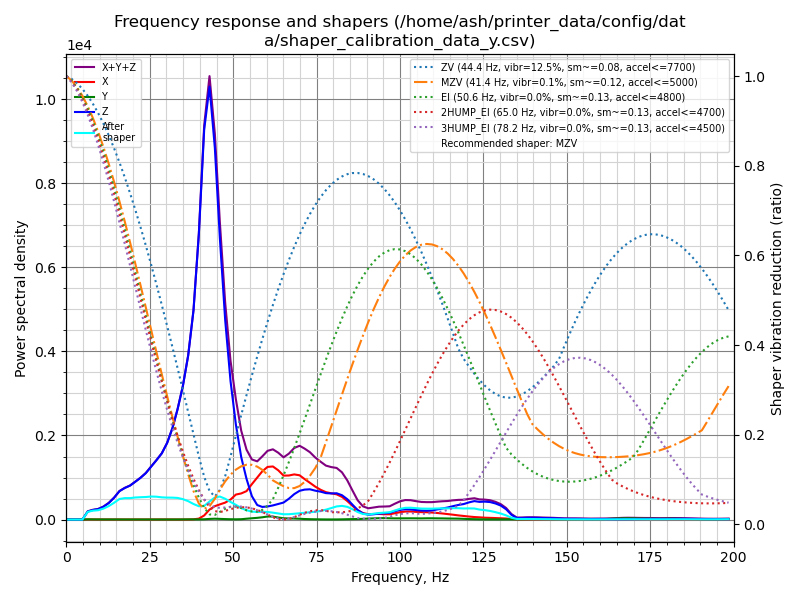 Frequency response and shapers (/home/ash/printer_data/config/dat
a/shaper_calibration_data_y.csv)
1e4
X+Y+Z
X
Y
Z
After
shaper
ZV (44.4 Hz, vibr=12.5%, sm~=0.08, accel<=7700)
MZV (41.4 Hz, vibr=0.1%, sm~=0.12, accel<=5000)
EI (50.6 Hz, vibr=0.0%, sm~=0.13, accel<=4800)
2HUMP_EI (65.0 Hz, vibr=0.0%, sm~=0.13, accel<=4700)
3HUMP_EI (78.2 Hz, vibr=0.0%, sm~=0.13, accel<=4500)
Recommended shaper: MZV
Power spectral density
1.0
0.8
0.6
0.4
0.2
0.0
Shaper vibration reduction (ratio)
1.0
0.8
0.6
0.4
0.2
0.0
0 25 50 75 100 125 150 175 200
Frequency, Hz